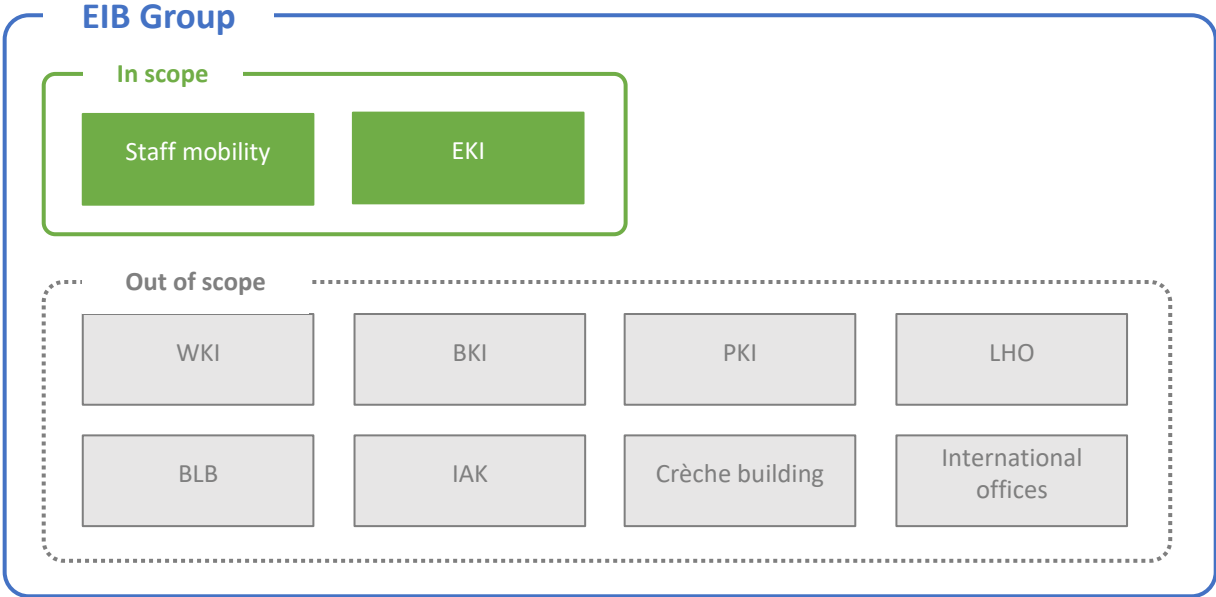 EIB Group
In scope
Staff mobility
EKI
Out of scope
WKI
BKI
PKI
LHO
BLB
IAK
Crèche building
International
offices